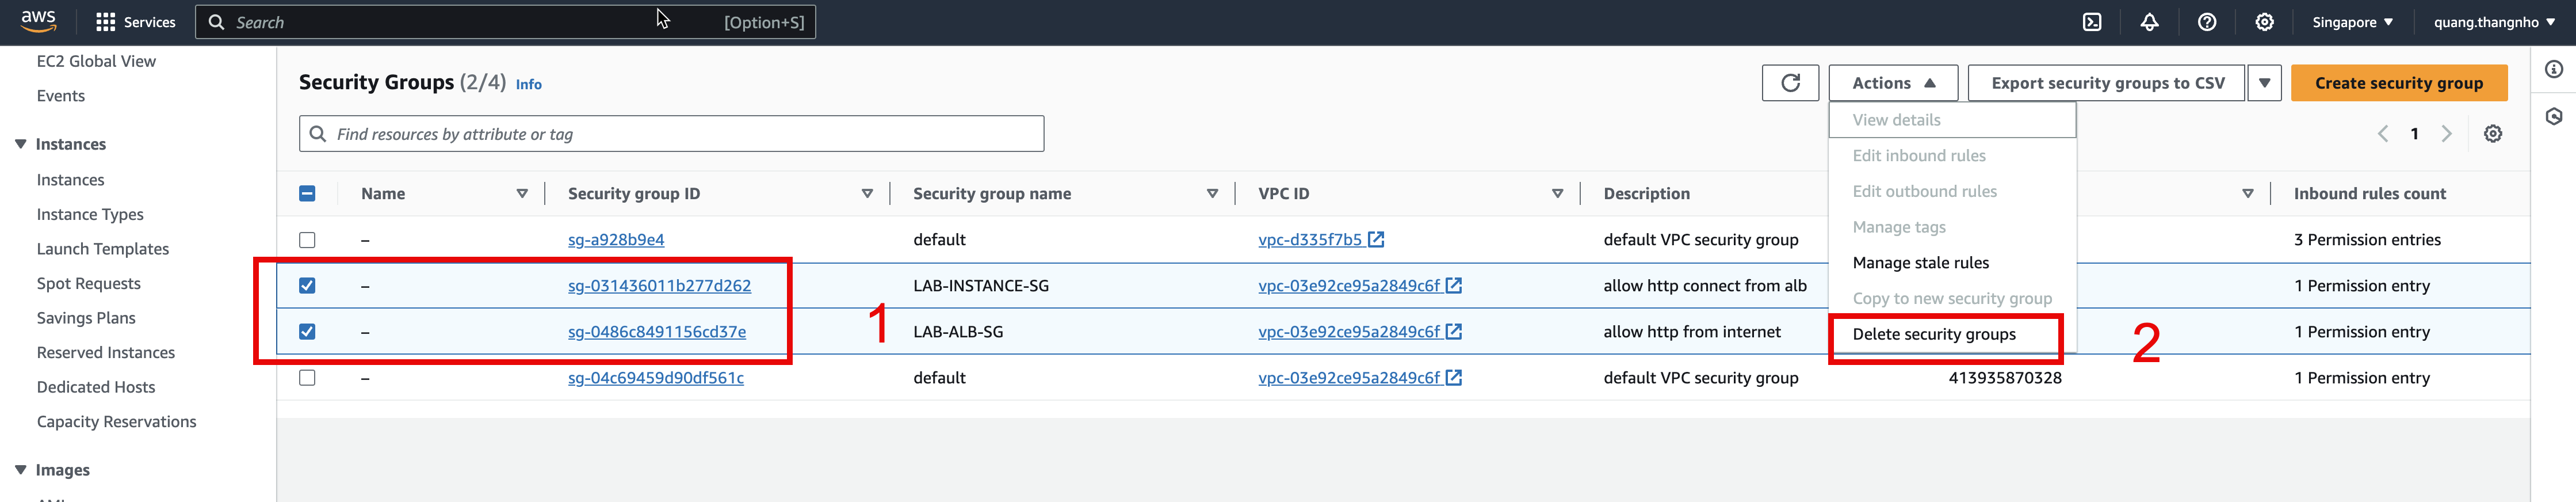 aws Services Search [Option+S] Singapore quang.thangnho
EC2 Global View
Events
Instances
Instances
Instance Types
Launch Templates
Spot Requests
Savings Plans
Reserved Instances
Dedicated Hosts
Capacity Reservations
Images
Security Groups (2/4) Info
Actions Export security groups to CSV Create security group
Find resources by attribute or tag
1
View details
Edit inbound rules
Edit outbound rules
Manage tags
Manage stale rules
Copy to new security group
Delete security groups
Name Security group ID Security group name VPC ID Description Inbound rules count
– sg-a928b9e4 default vpc-d335f7b5 default VPC security group 3 Permission entries
– sg-031436011b277d262 LAB-INSTANCE-SG vpc-03e92ce95a2849c6f allow http connect from alb 1 Permission entry
– sg-0486c8491156cd37e LAB-ALB-SG vpc-03e92ce95a2849c6f allow http from internet 1 Permission entry
– sg-04c69459d90df561c default vpc-03e92ce95a2849c6f default VPC security group 413935870328 1 Permission entry
1
2